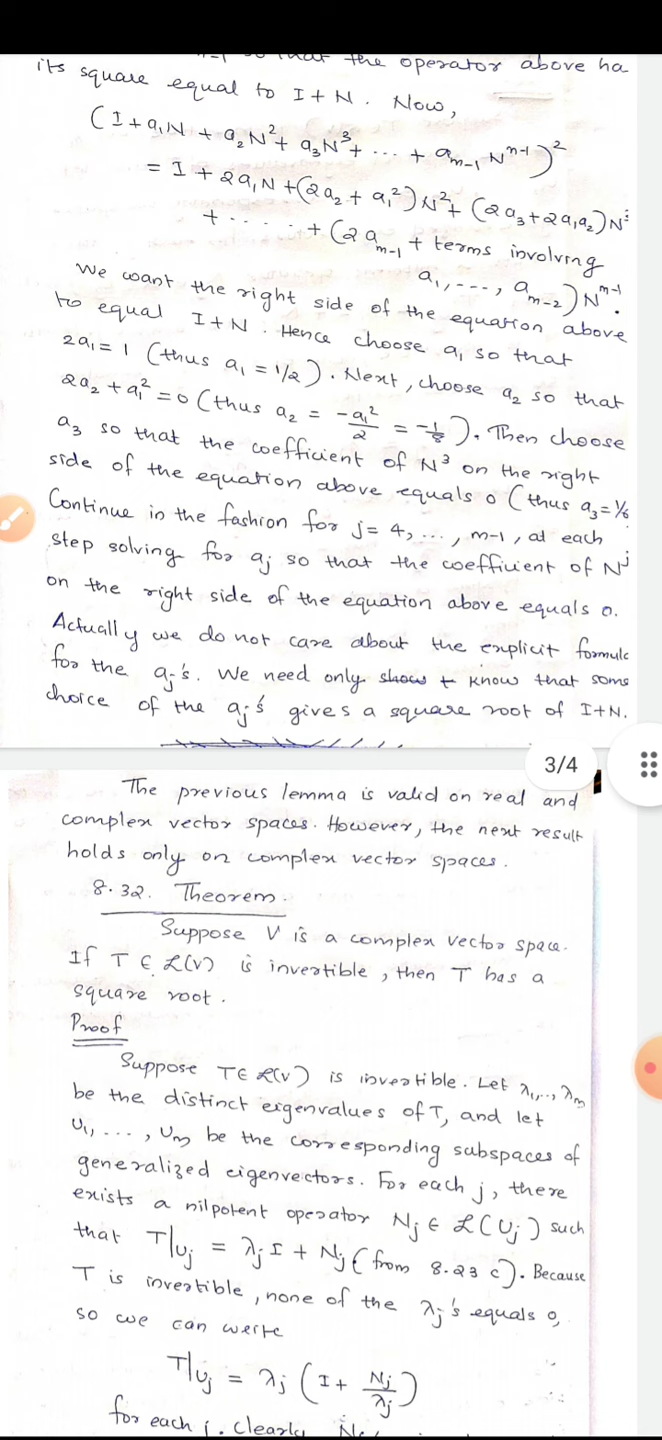 that the operator above ha
its square equal to I + N. Now,
(I + a₁N + a₂N² + a₃N³ + ... + a_{m-1} N^{m-1})²
= I + 2a₁N + (2a₂ + a₁²)N² + (2a₃ + 2a₁a₂)N³
+ ..... + (2a_{m-1} + terms involving
a₁, ---, a_{m-2}) N^{m-1}.
We want the right side of the equation above
to equal I + N. Hence choose a₁ so that
2a₁ = 1 (thus a₁ = 1/2). Next, choose a₂ so that
2a₂ + a₁² = 0 (thus a₂ = -a₁²/2 = -1/8). Then choose
a₃ so that the coefficient of N³ on the right
side of the equation above equals 0 (thus a₃ =
Continue in the fashion for j = 4, ..., m-1, at each
step solving for aj so that the coefficient of N^j
on the right side of the equation above equals 0.
Actually we do not care about the explicit formula
for the aj's. We need only know that some
choice of the aj's gives a square root of I+N.
3/4
The previous lemma is valid on real and
complex vector spaces. However, the next result
holds only on complex vector spaces.
8.32. Theorem.
Suppose V is a complex vector space.
If T ∈ L(V) is invertible, then T has a
square root.
Proof
Suppose T ∈ L(V) is invertible. Let λ₁,..., λm
be the distinct eigenvalues of T, and let
U₁, ..., Um be the corresponding subspaces of
generalized eigenvectors. For each j, there
exists a nilpotent operator Nj ∈ L(Uj) such
that T|Uj = λjI + Nj (from 8.23 c). Because
T is invertible, none of the λj's equals 0,
so we can write
T|Uj = λj (I + Nj/λj)
for each j. Clearly